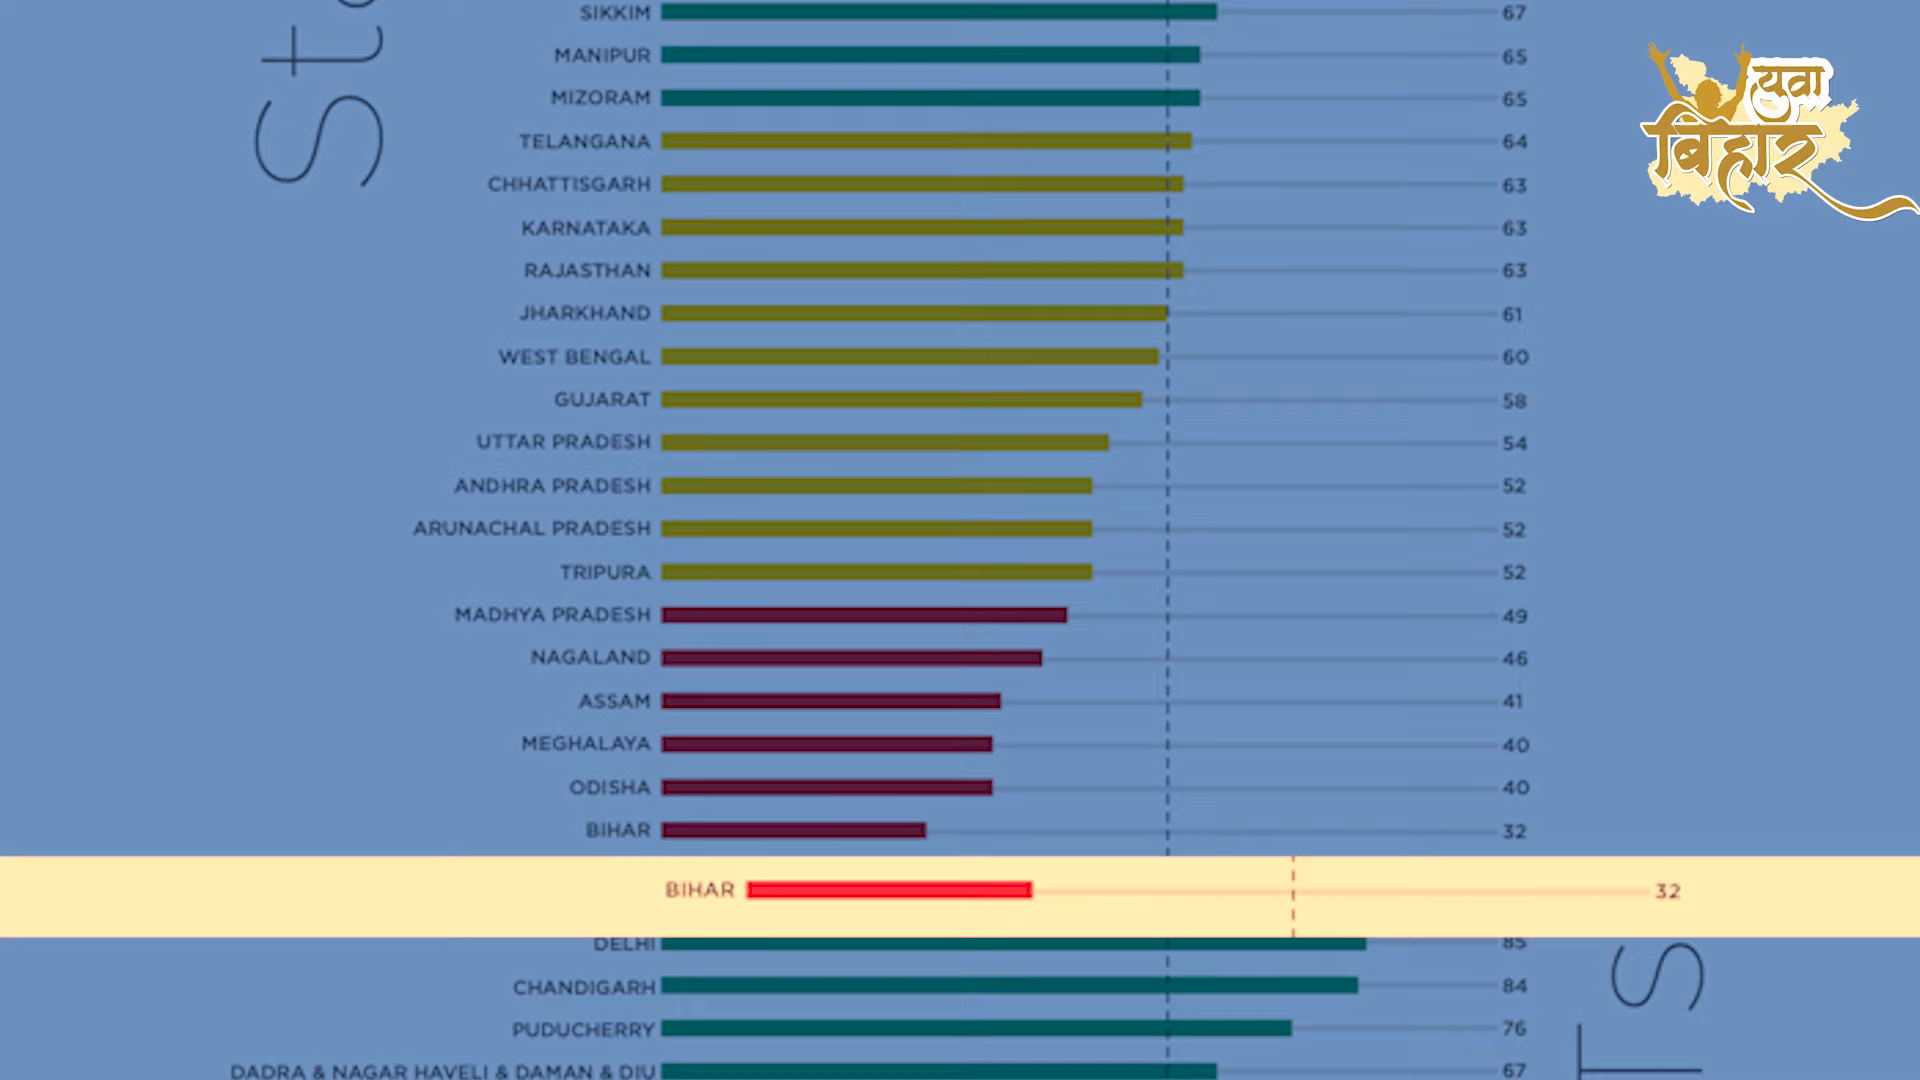 States
SIKKIM 67
MANIPUR 65
MIZORAM 65
TELANGANA 64
CHHATTISGARH 63
KARNATAKA 63
RAJASTHAN 63
JHARKHAND 61
WEST BENGAL 60
GUJARAT 58
UTTAR PRADESH 54
ANDHRA PRADESH 52
ARUNACHAL PRADESH 52
TRIPURA 52
MADHYA PRADESH 49
NAGALAND 46
ASSAM 41
MEGHALAYA 40
ODISHA 40
BIHAR 32
BIHAR 32
DELHI 85
CHANDIGARH 84
PUDUCHERRY 76
DADRA & NAGAR HAVELI & DAMAN & DIU 67
युवा
बिहार